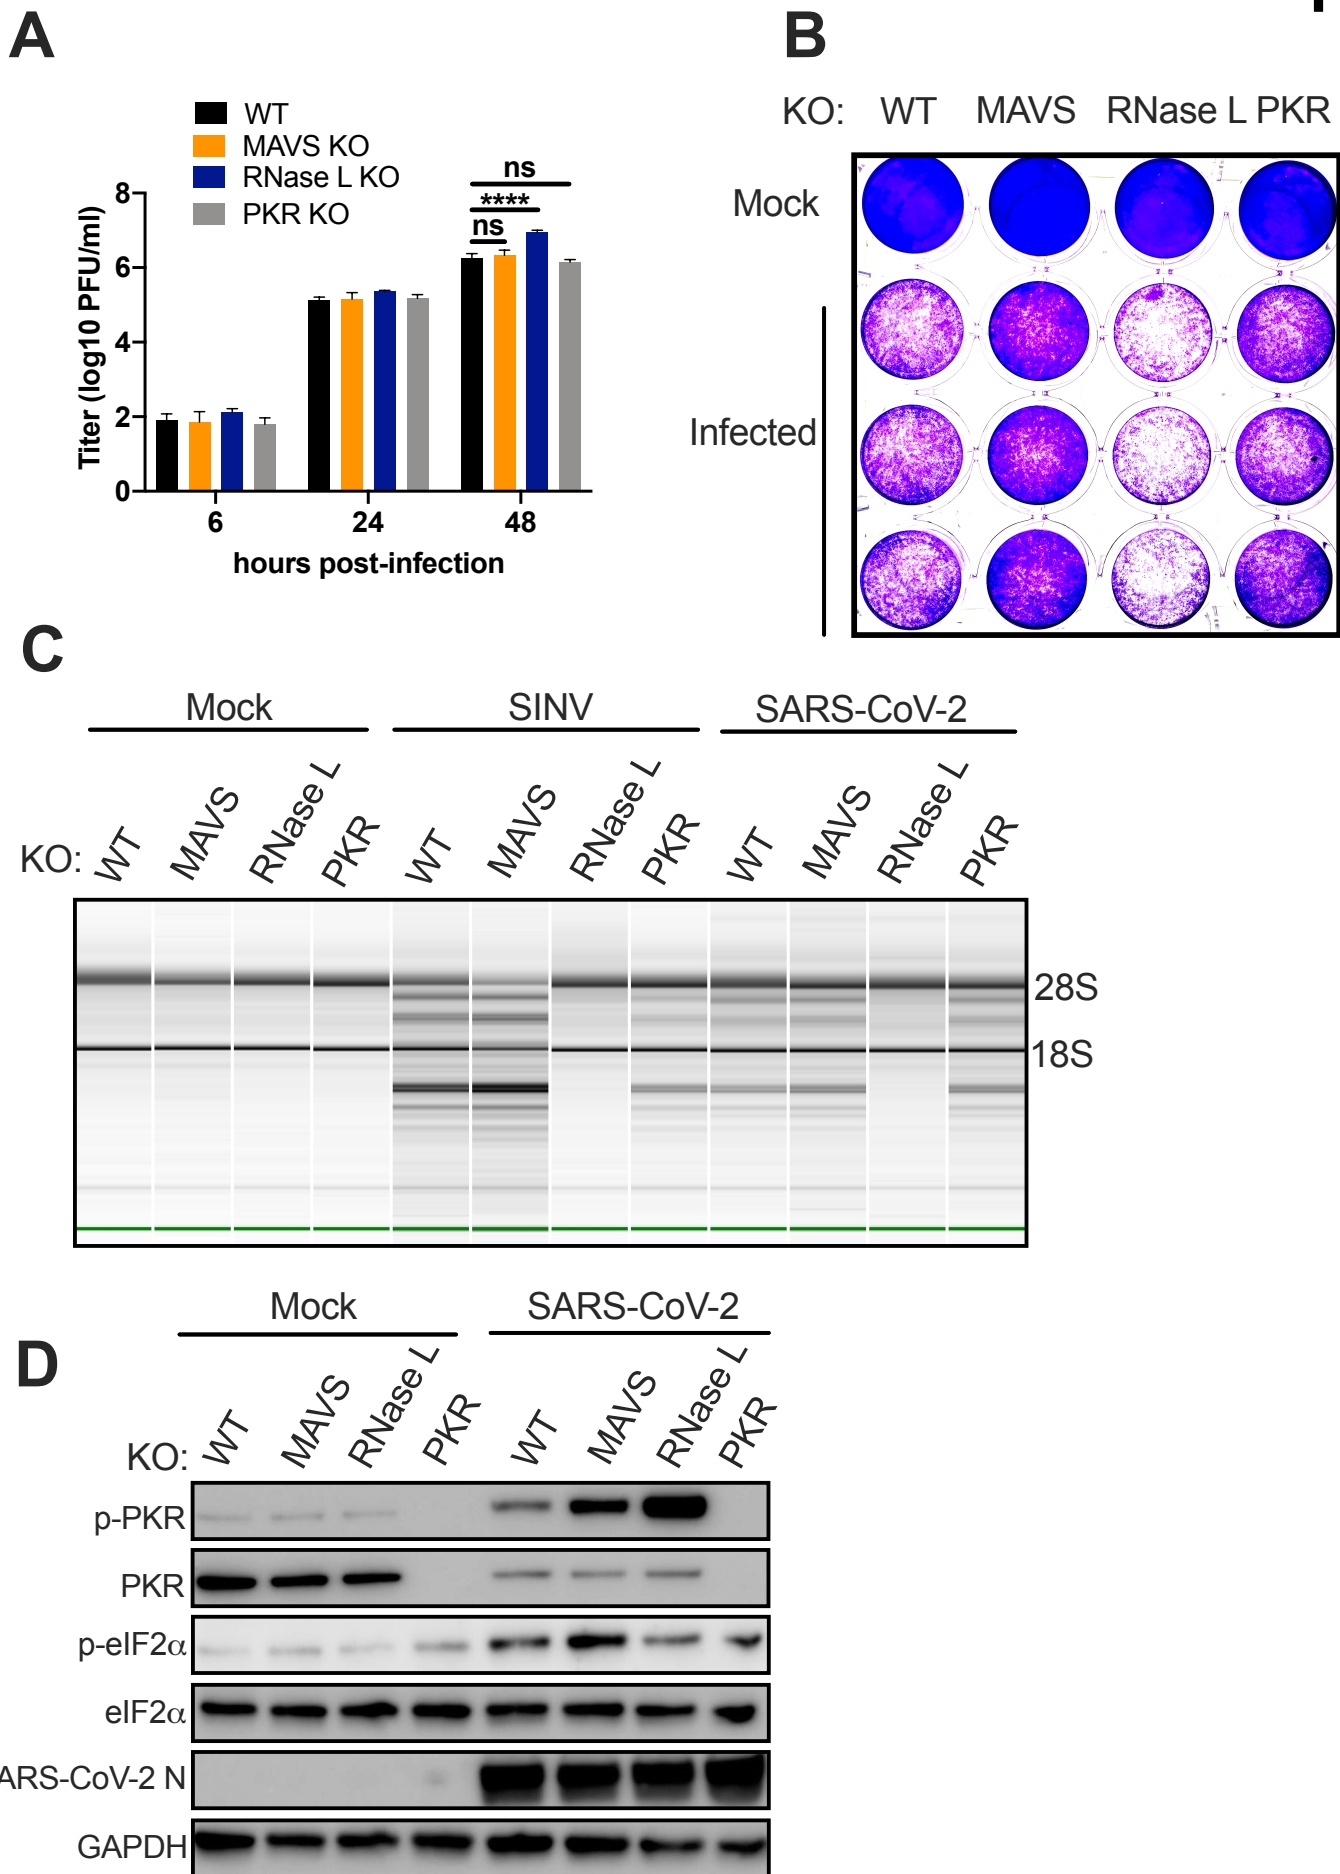 A
WT
MAVS KO
RNase L KO
PKR KO
ns
****
ns
8
6
4
2
0
Titer (log10 PFU/ml)
6 24 48
hours post-infection
B
KO: WT MAVS RNase L PKR
Mock
Infected
C
Mock SINV SARS-CoV-2
KO: WT MAVS RNase L PKR WT MAVS RNase L PKR WT MAVS RNase L PKR
28S
18S
D
Mock SARS-CoV-2
KO: WT MAVS RNase L PKR WT MAVS RNase L PKR
p-PKR
PKR
p-eIF2α
eIF2α
ARS-CoV-2 N
GAPDH